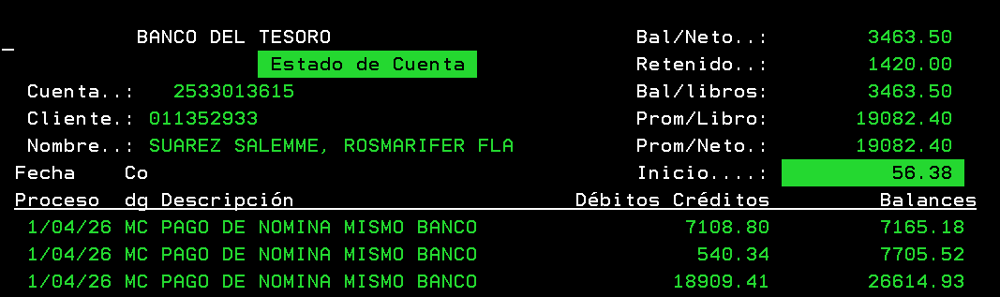 BANCO DEL TESORO Bal/Neto..: 3463.50
Estado de Cuenta Retenido..: 1420.00
Cuenta..: 2533013615 Bal/libros: 3463.50
Cliente.: 011352933 Prom/Libro: 19082.40
Nombre..: SUAREZ SALEMME, ROSMARIFER FLA Prom/Neto.: 19082.40
Fecha Co Inicio....: 56.38
Proceso dg Descripción Débitos Créditos Balances
1/04/26 MC PAGO DE NOMINA MISMO BANCO 7108.80 7165.18
1/04/26 MC PAGO DE NOMINA MISMO BANCO 540.34 7705.52
1/04/26 MC PAGO DE NOMINA MISMO BANCO 18909.41 26614.93